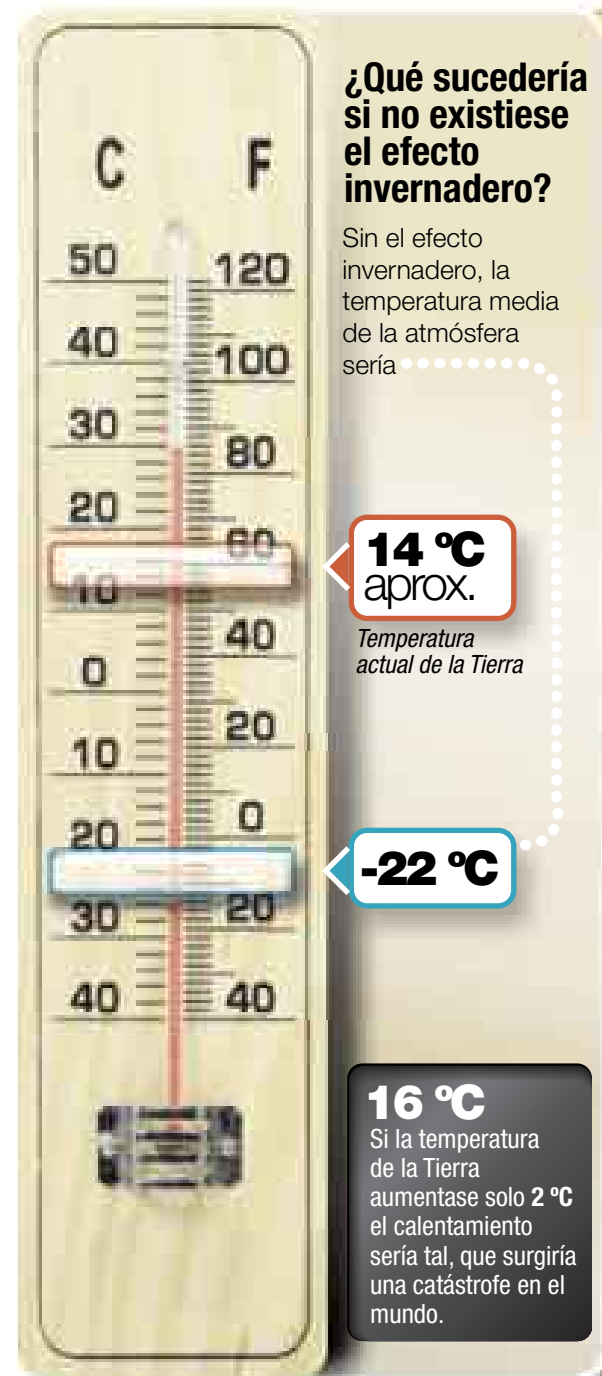 ¿Qué sucedería
si no existiese
el efecto
invernadero?
Sin el efecto
invernadero, la
temperatura media
de la atmósfera
sería
C F
50 120
40 100
30 80
20 60
10 40
0 20
10 0
20 20
30 40
40
14 ºC
aprox.
Temperatura
actual de la Tierra
-22 ºC
16 ºC
Si la temperatura
de la Tierra
aumentase solo 2 ºC
el calentamiento
sería tal, que surgiría
una catástrofe en el
mundo.